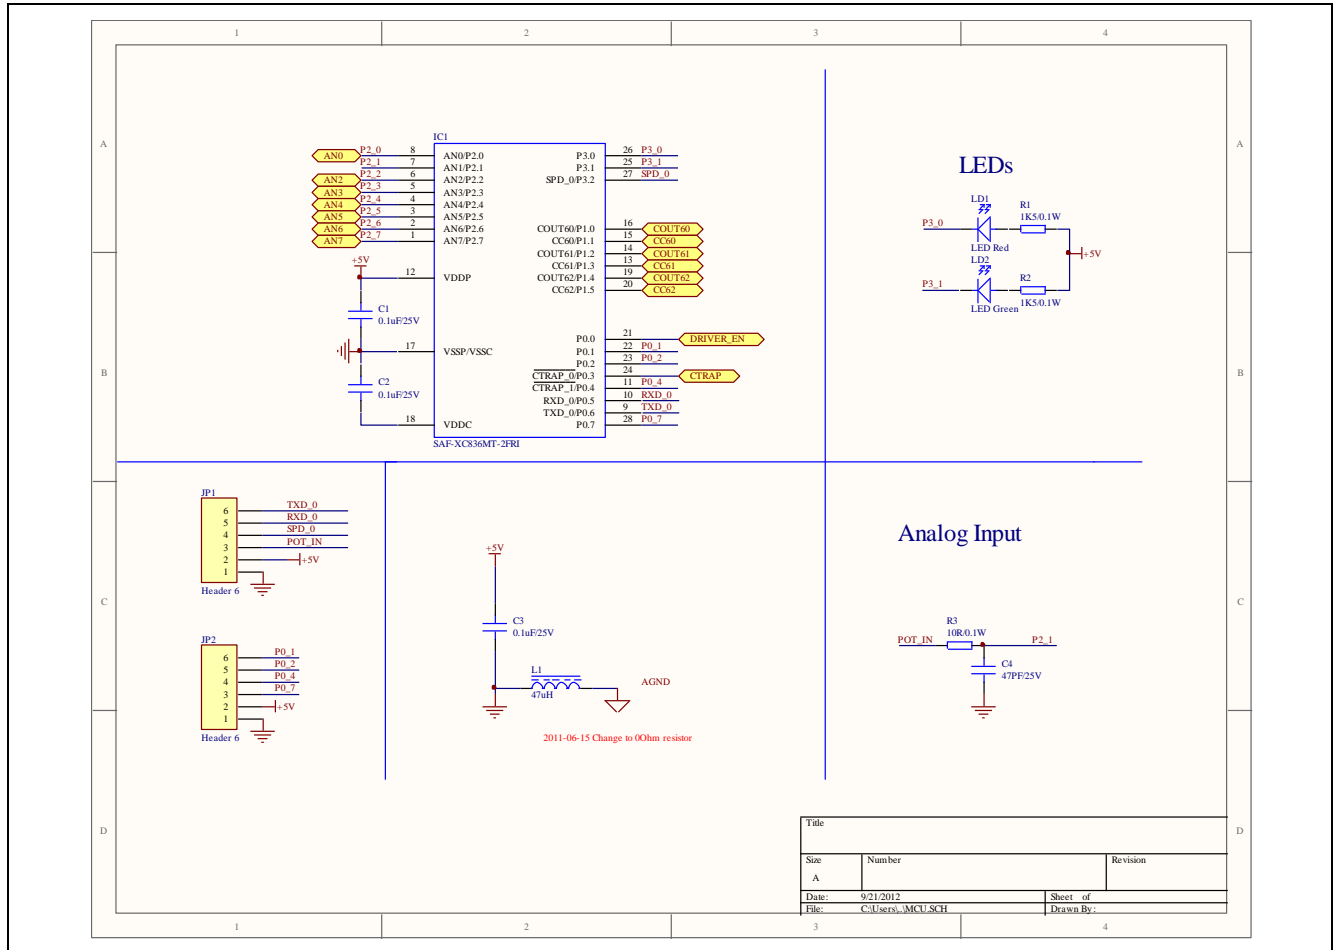 1 2 3 4
A A
IC1
AN0 P2_0 8 AN0/P2.0 P3.0 26 P3_0
P2_1 7 AN1/P2.1 P3.1 25 P3_1
AN2 P2_2 6 AN2/P2.2 SPD_0/P3.2 27 SPD_0
AN3 P2_3 5 AN3/P2.3
AN4 P2_4 4 AN4/P2.4
AN5 P2_5 3 AN5/P2.5
AN6 P2_6 2 AN6/P2.6 COUT60/P1.0 16 COUT60
AN7 P2_7 1 AN7/P2.7 CC60/P1.1 15 CC60
COUT61/P1.2 14 COUT61
+5V CC61/P1.3 13 CC61
12 VDDP COUT62/P1.4 19 COUT62
CC62/P1.5 20 CC62
C1
0.1uF/25V
P0.0 21 DRIVER_EN
17 VSSP/VSSC P0.1 22 P0_1
P0.2 23 P0_2
CTRAP_0/P0.3 24 CTRAP
C2 CTRAP_1/P0.4 11 P0_4
0.1uF/25V RXD_0/P0.5 10 RXD_0
TXD_0/P0.6 9 TXD_0
18 VDDC P0.7 28 P0_7
SAF-XC836MT-2FRI
LEDs
LD1 R1
1K5/0.1W
P3_0
LED Red
+5V
LD2 R2
P3_1
1K5/0.1W
LED Green
B B
JP1
6 TXD_0
5 RXD_0
4 SPD_0
3 POT_IN
2 +5V
1
Header 6
JP2
6 P0_1
5 P0_2
4 P0_4
3 P0_7
2 +5V
1
Header 6
+5V
C3
0.1uF/25V
L1
47uH
AGND
2011-06-15 Change to 0Ohm resistor
Analog Input
R3
10R/0.1W
POT_IN P2_1
C4
47PF/25V
C C
D D
Title
Size Number Revision
A
Date: 9/21/2012 Sheet of
File: C:\Users\..\MCU.SCH Drawn By:
1 2 3 4